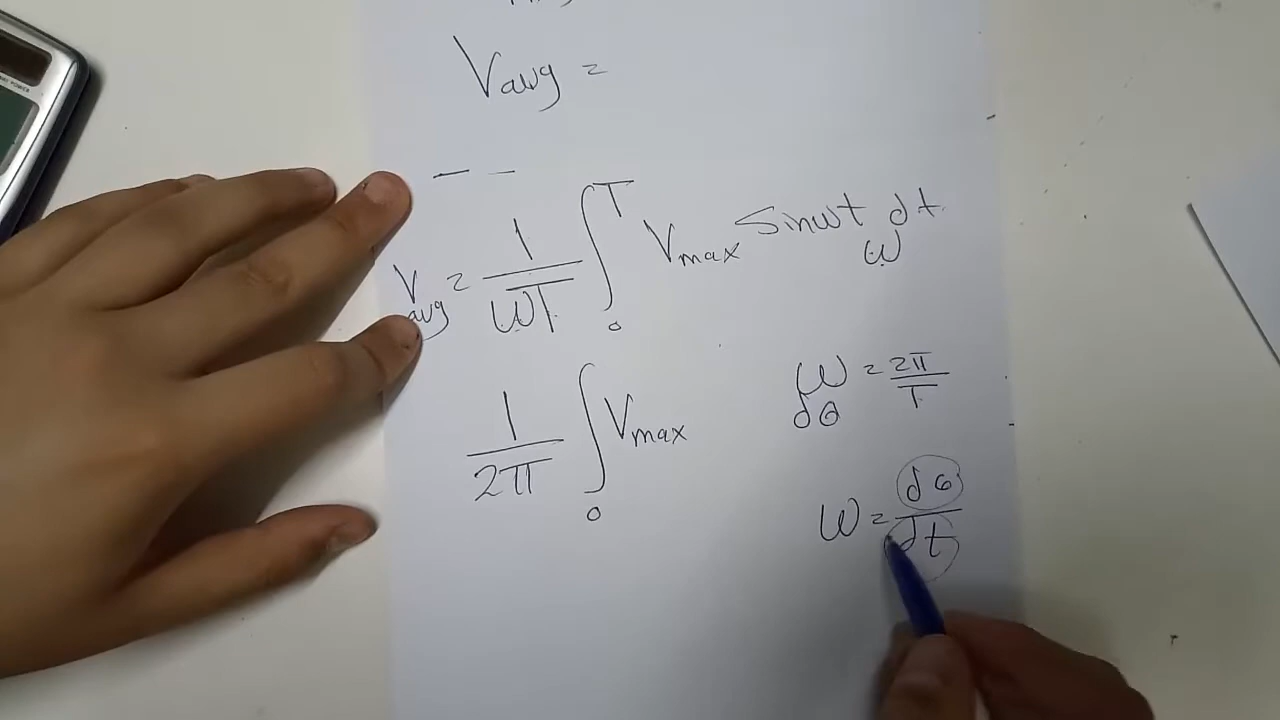 Vavg =
Vavg = 1/ωT ∫₀ᵀ Vmax Sinωt dt ω
ω = 2π/T
dθ
1/2π ∫₀ Vmax
ω = dθ/dt